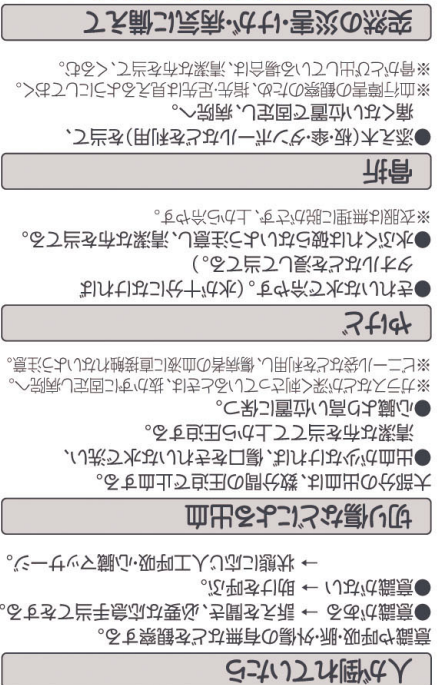 人が倒れていたら
意識や呼吸・脈・外傷の有無などを観察する。
●意識がある → 訴えを聞き、必要な応急手当てをする。
●意識がない → 助けを呼ぶ。
→ 状態に応じ人工呼吸・心臓マッサージ。
切り傷などによる出血
大部分の出血は、数分間の圧迫で止血する。
●出血が少なければ、傷口をきれいな水で洗い、
清潔な布を当てて上から圧迫する。
●心臓より高い位置に保つ。
※ガラスなどが深く刺さっているときは、抜かずに固定し病院へ。
※ビニール袋などを利用し、傷病者の血液に直接触れないよう注意。
やけど
●きれいな水で冷やす。(水が十分になければ
タオルなどを浸して当てる。)
●水ぶくれは破らないよう注意し、清潔な布を当てる。
※衣服は無理に脱がさず、上から冷やす。
骨折
●添え木(板・傘・ダンボールなどを利用)を当て、
痛くない位置で固定し、病院へ。
※血行障害の観察のため、指先・足先は見えるようにしておく。
※骨がとび出している場合は、清潔な布を当て、くるむ。
突然の災害・けが・病気に備えて